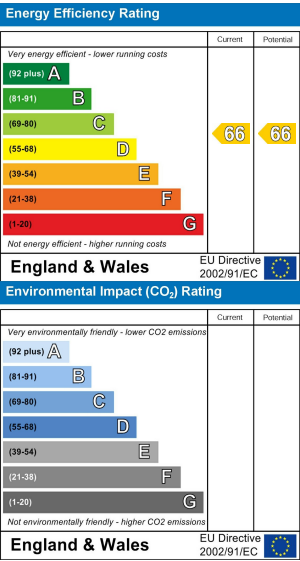 Energy Efficiency Rating
Current Potential
Very energy efficient - lower running costs
(92 plus) A
(81-91) B
(69-80) C
(55-68) D
(39-54) E
(21-38) F
(1-20) G
66 66
Not energy efficient - higher running costs
England & Wales
EU Directive
2002/91/EC
Environmental Impact (CO₂) Rating
Current Potential
Very environmentally friendly - lower CO2 emissions
(92 plus) A
(81-91) B
(69-80) C
(55-68) D
(39-54) E
(21-38) F
(1-20) G
Not environmentally friendly - higher CO2 emissions
England & Wales
EU Directive
2002/91/EC